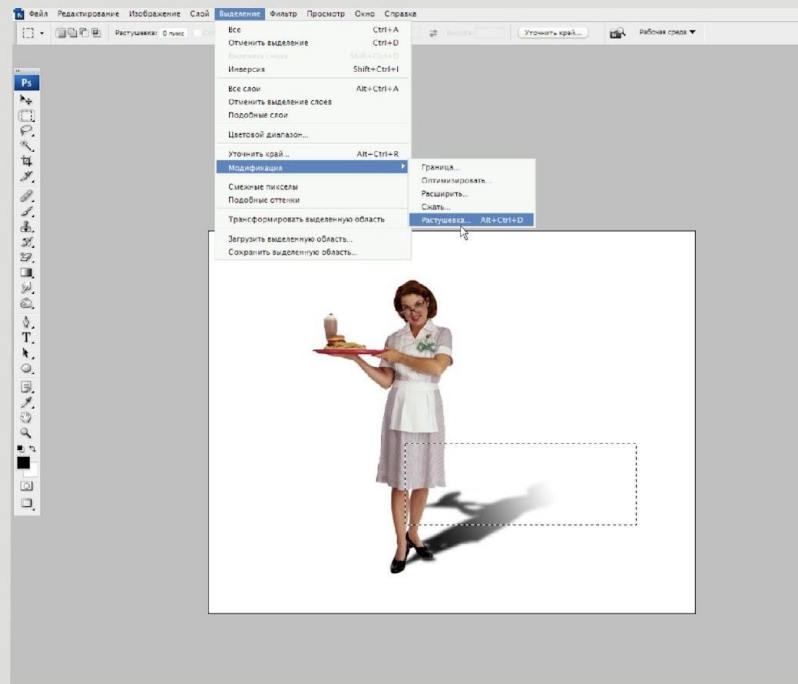 Файл Редактирование Изображение Слой Выделение Фильтр Просмотр Окно Справка
Растушевка: 0 пикс Уточнить край... Рабочая среда
Все Ctrl+A
Отменить выделение Ctrl+D
Инверсия Shift+Ctrl+I
Все слои Alt+Ctrl+A
Отменить выделение слоев
Подобные слои
Цветовой диапазон...
Уточнить край... Alt+Ctrl+R
Модификация
Смежные пикселы
Подобные оттенки
Трансформировать выделенную область
Загрузить выделенную область...
Сохранить выделенную область...
Граница...
Оптимизировать...
Расширить...
Сжать...
Растушевка... Alt+Ctrl+D
Ps
T